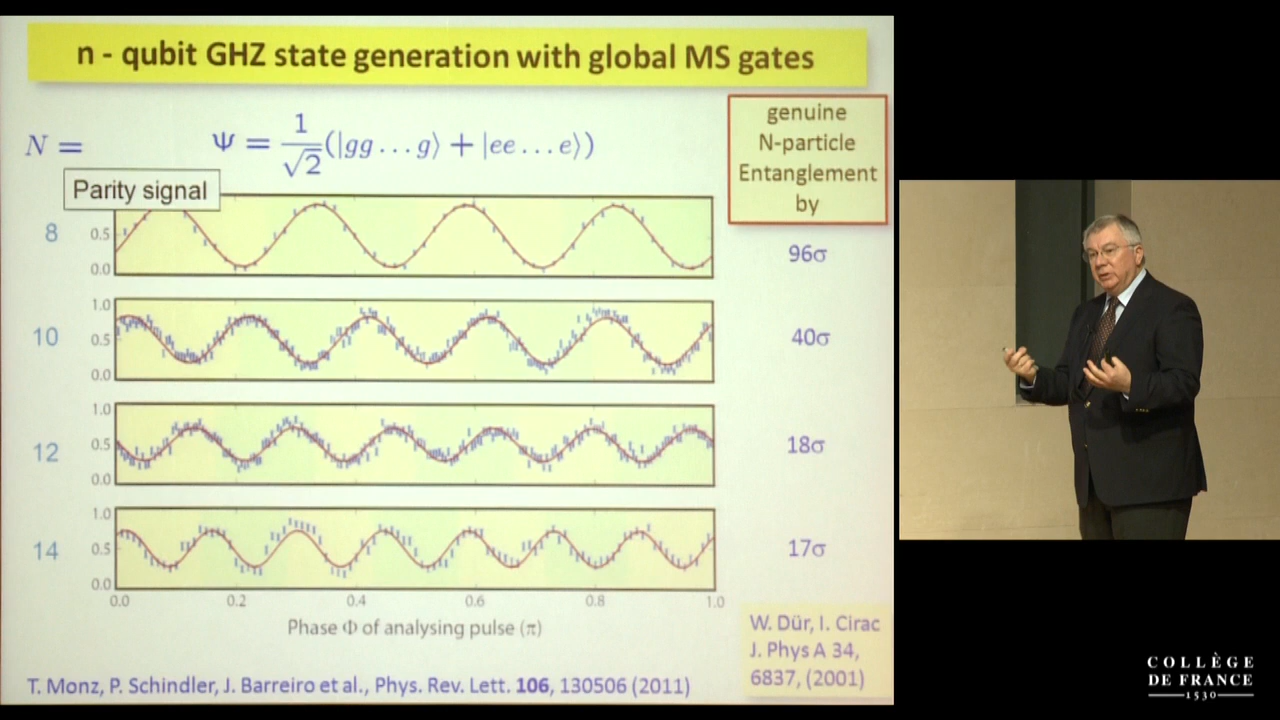 n - qubit GHZ state generation with global MS gates
N =
Ψ = 1/√2 (|gg...g⟩ + |ee...e⟩)
genuine
N-particle
Entanglement
by
Parity signal
8
0.5
0.0
96σ
1.0
10
0.5
0.0
40σ
1.0
12
0.5
0.0
18σ
1.0
14
0.5
0.0
17σ
0.0 0.2 0.4 0.6 0.8 1.0
Phase Φ of analysing pulse (π)
W. Dür, I. Cirac
J. Phys A 34,
6837, (2001)
T. Monz, P. Schindler, J. Barreiro et al., Phys. Rev. Lett. 106, 130506 (2011)
COLLÈGE
DE FRANCE
1530